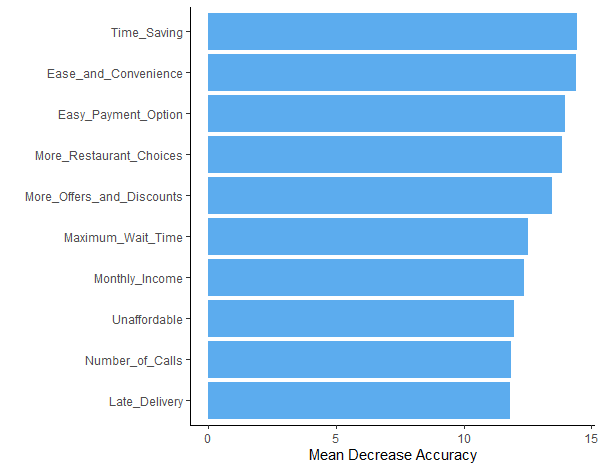 Time_Saving
Ease_and_Convenience
Easy_Payment_Option
More_Restaurant_Choices
More_Offers_and_Discounts
Maximum_Wait_Time
Monthly_Income
Unaffordable
Number_of_Calls
Late_Delivery
0 5 10 15
Mean Decrease Accuracy